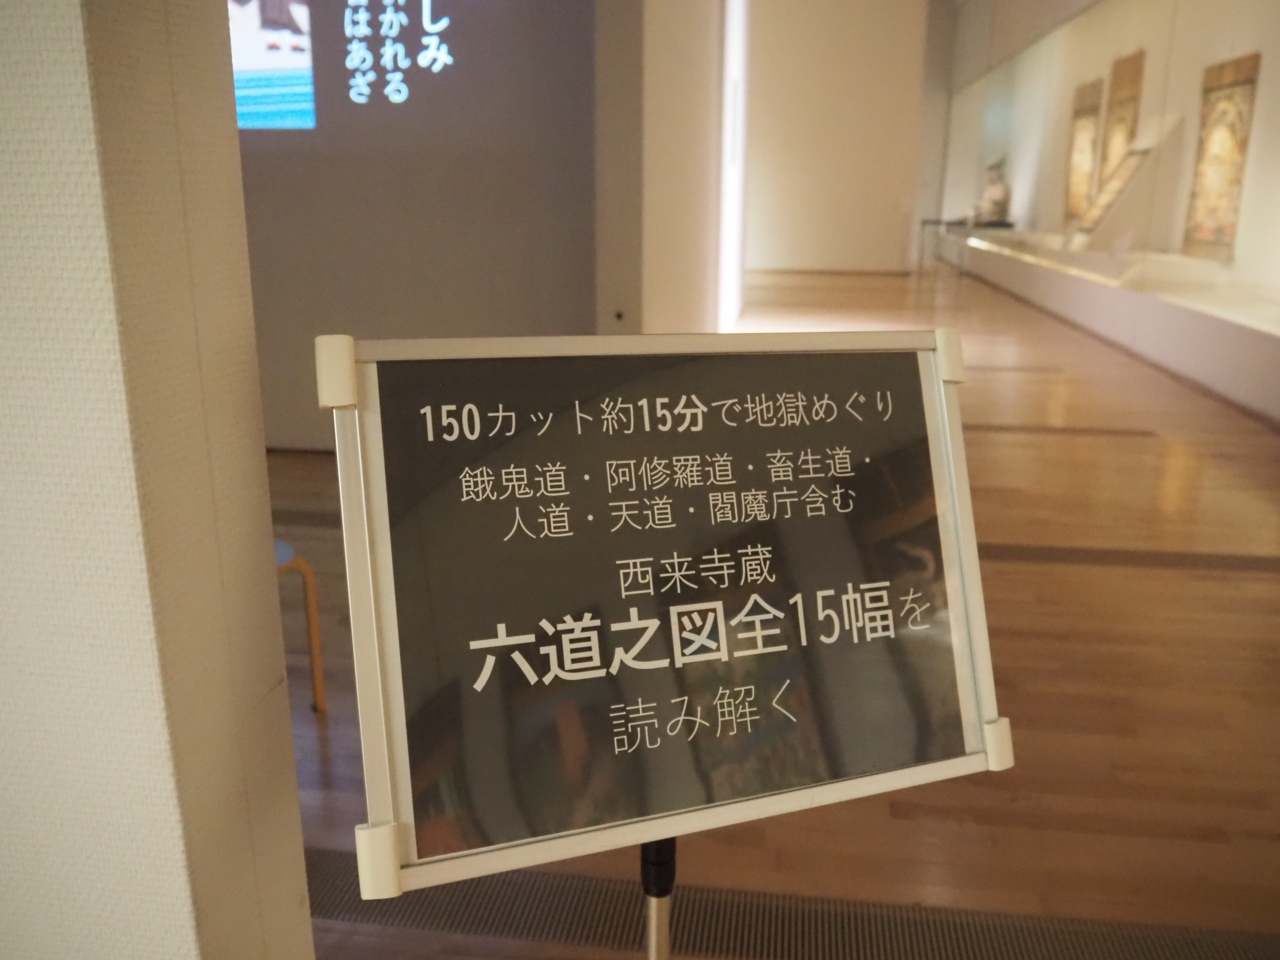 しみ
かれる
はあざ
150カット約15分で地獄めぐり
餓鬼道・阿修羅道・畜生道・
人道・天道・閻魔庁含む
西来寺蔵
六道之図全15幅を
読み解く